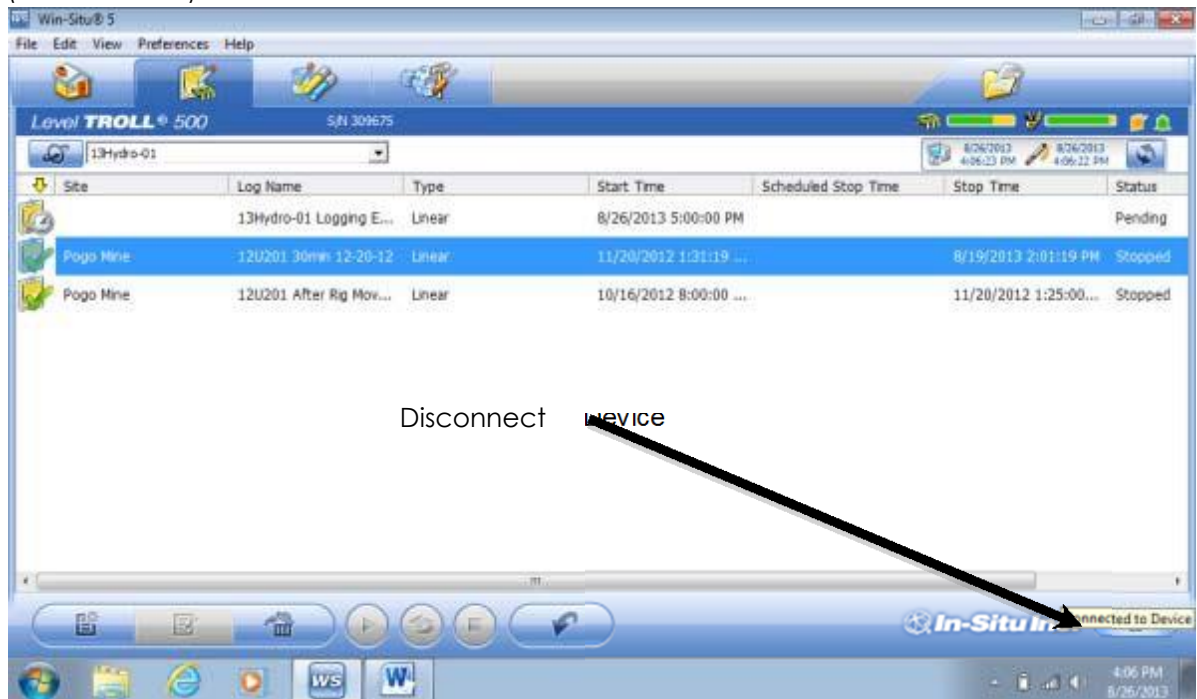 Win-Situ® 5
File Edit View Preferences Help
Level TROLL® 500 S/N 309675
13Hydro-01 8/26/2013 4:06:23 PM 8/26/2013 4:06:22 PM
Site Log Name Type Start Time Scheduled Stop Time Stop Time Status
13Hydro-01 Logging E... Linear 8/26/2013 5:00:00 PM Pending
Pogo Mine 12U201 30min 12-20-12 Linear 11/20/2012 1:31:19 ... 8/19/2013 2:01:19 PM Stopped
Pogo Mine 12U201 After Rig Mov... Linear 10/16/2012 8:00:00 ... 11/20/2012 1:25:00... Stopped
Disconnect Device
In-Situ In nnected to Device
WS W
4:06 PM
8/26/2013